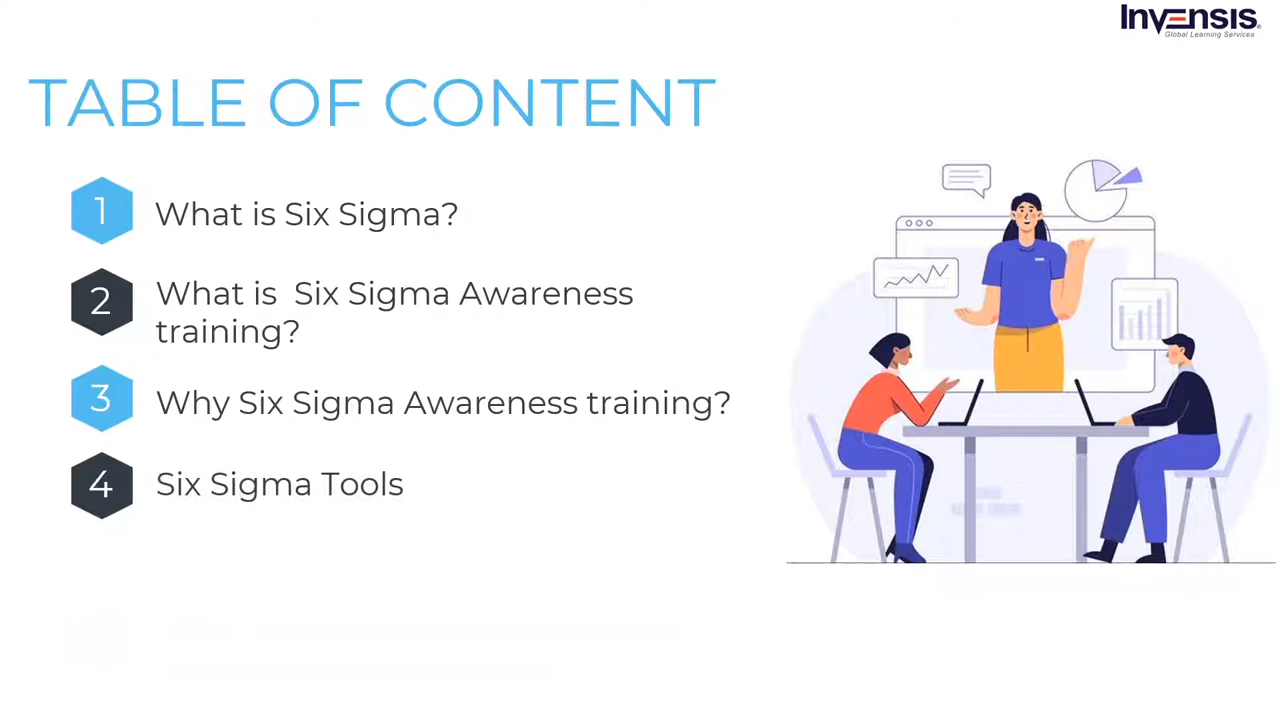 Invensis
Global Learning Services
TABLE OF CONTENT
1 What is Six Sigma?
2 What is Six Sigma Awareness
training?
3 Why Six Sigma Awareness training?
4 Six Sigma Tools